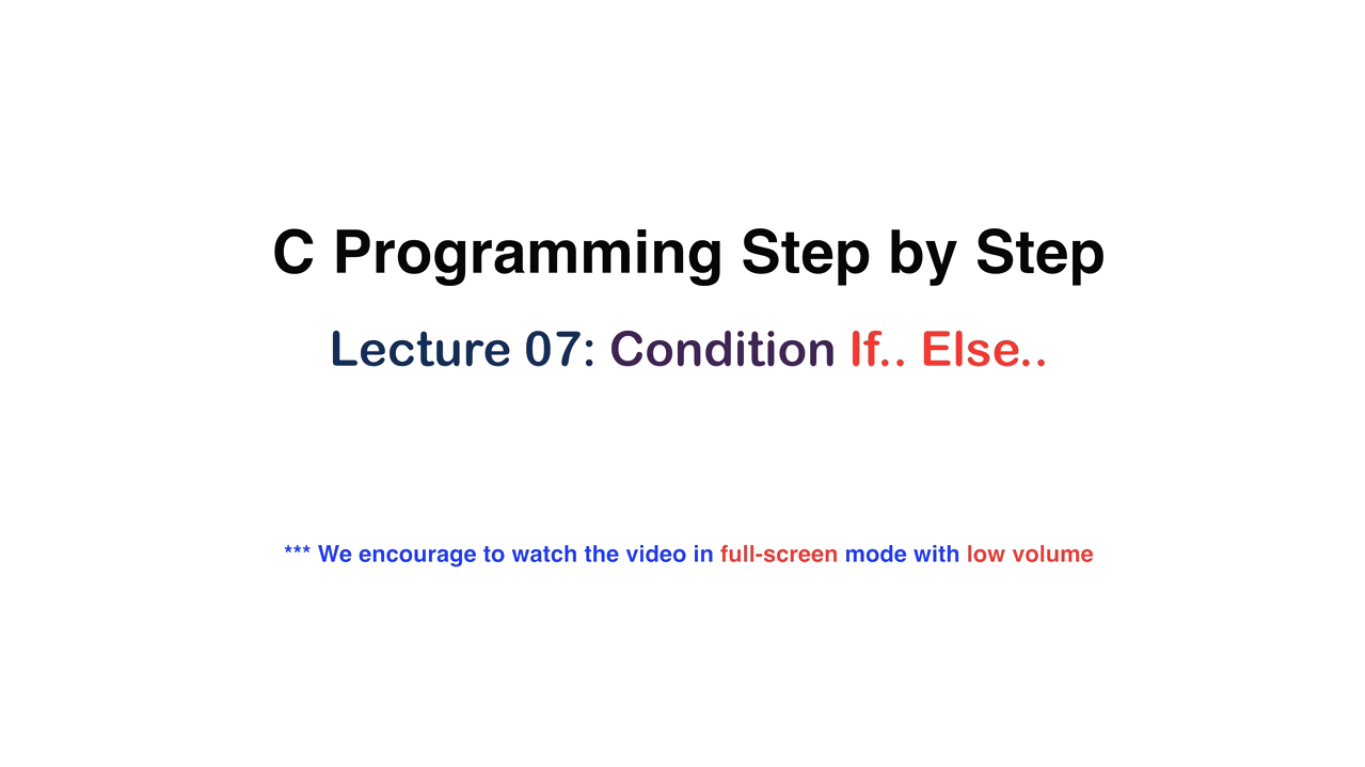 C Programming Step by Step
Lecture 07: Condition If.. Else..
*** We encourage to watch the video in full-screen mode with low volume